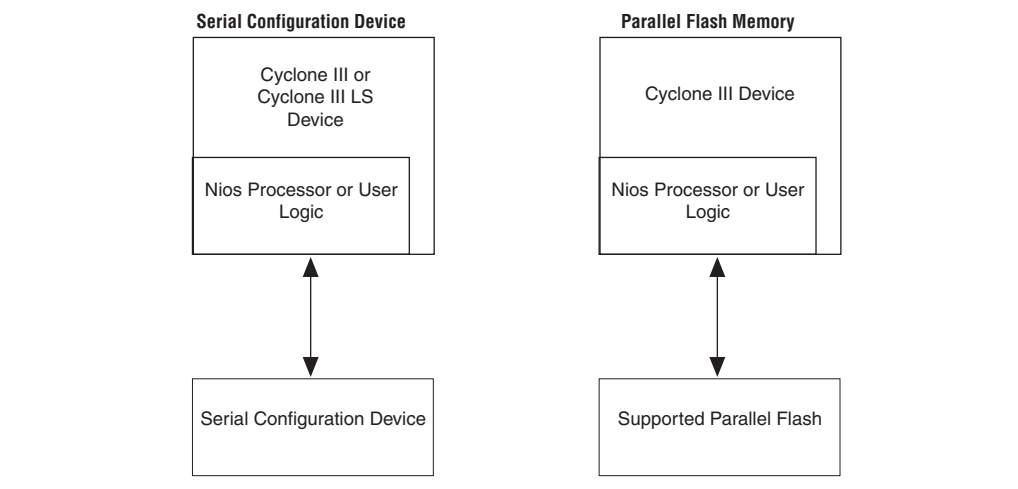 Serial Configuration Device
Cyclone III or
Cyclone III LS
Device
Nios Processor or User
Logic
Serial Configuration Device
Parallel Flash Memory
Cyclone III Device
Nios Processor or User
Logic
Supported Parallel Flash